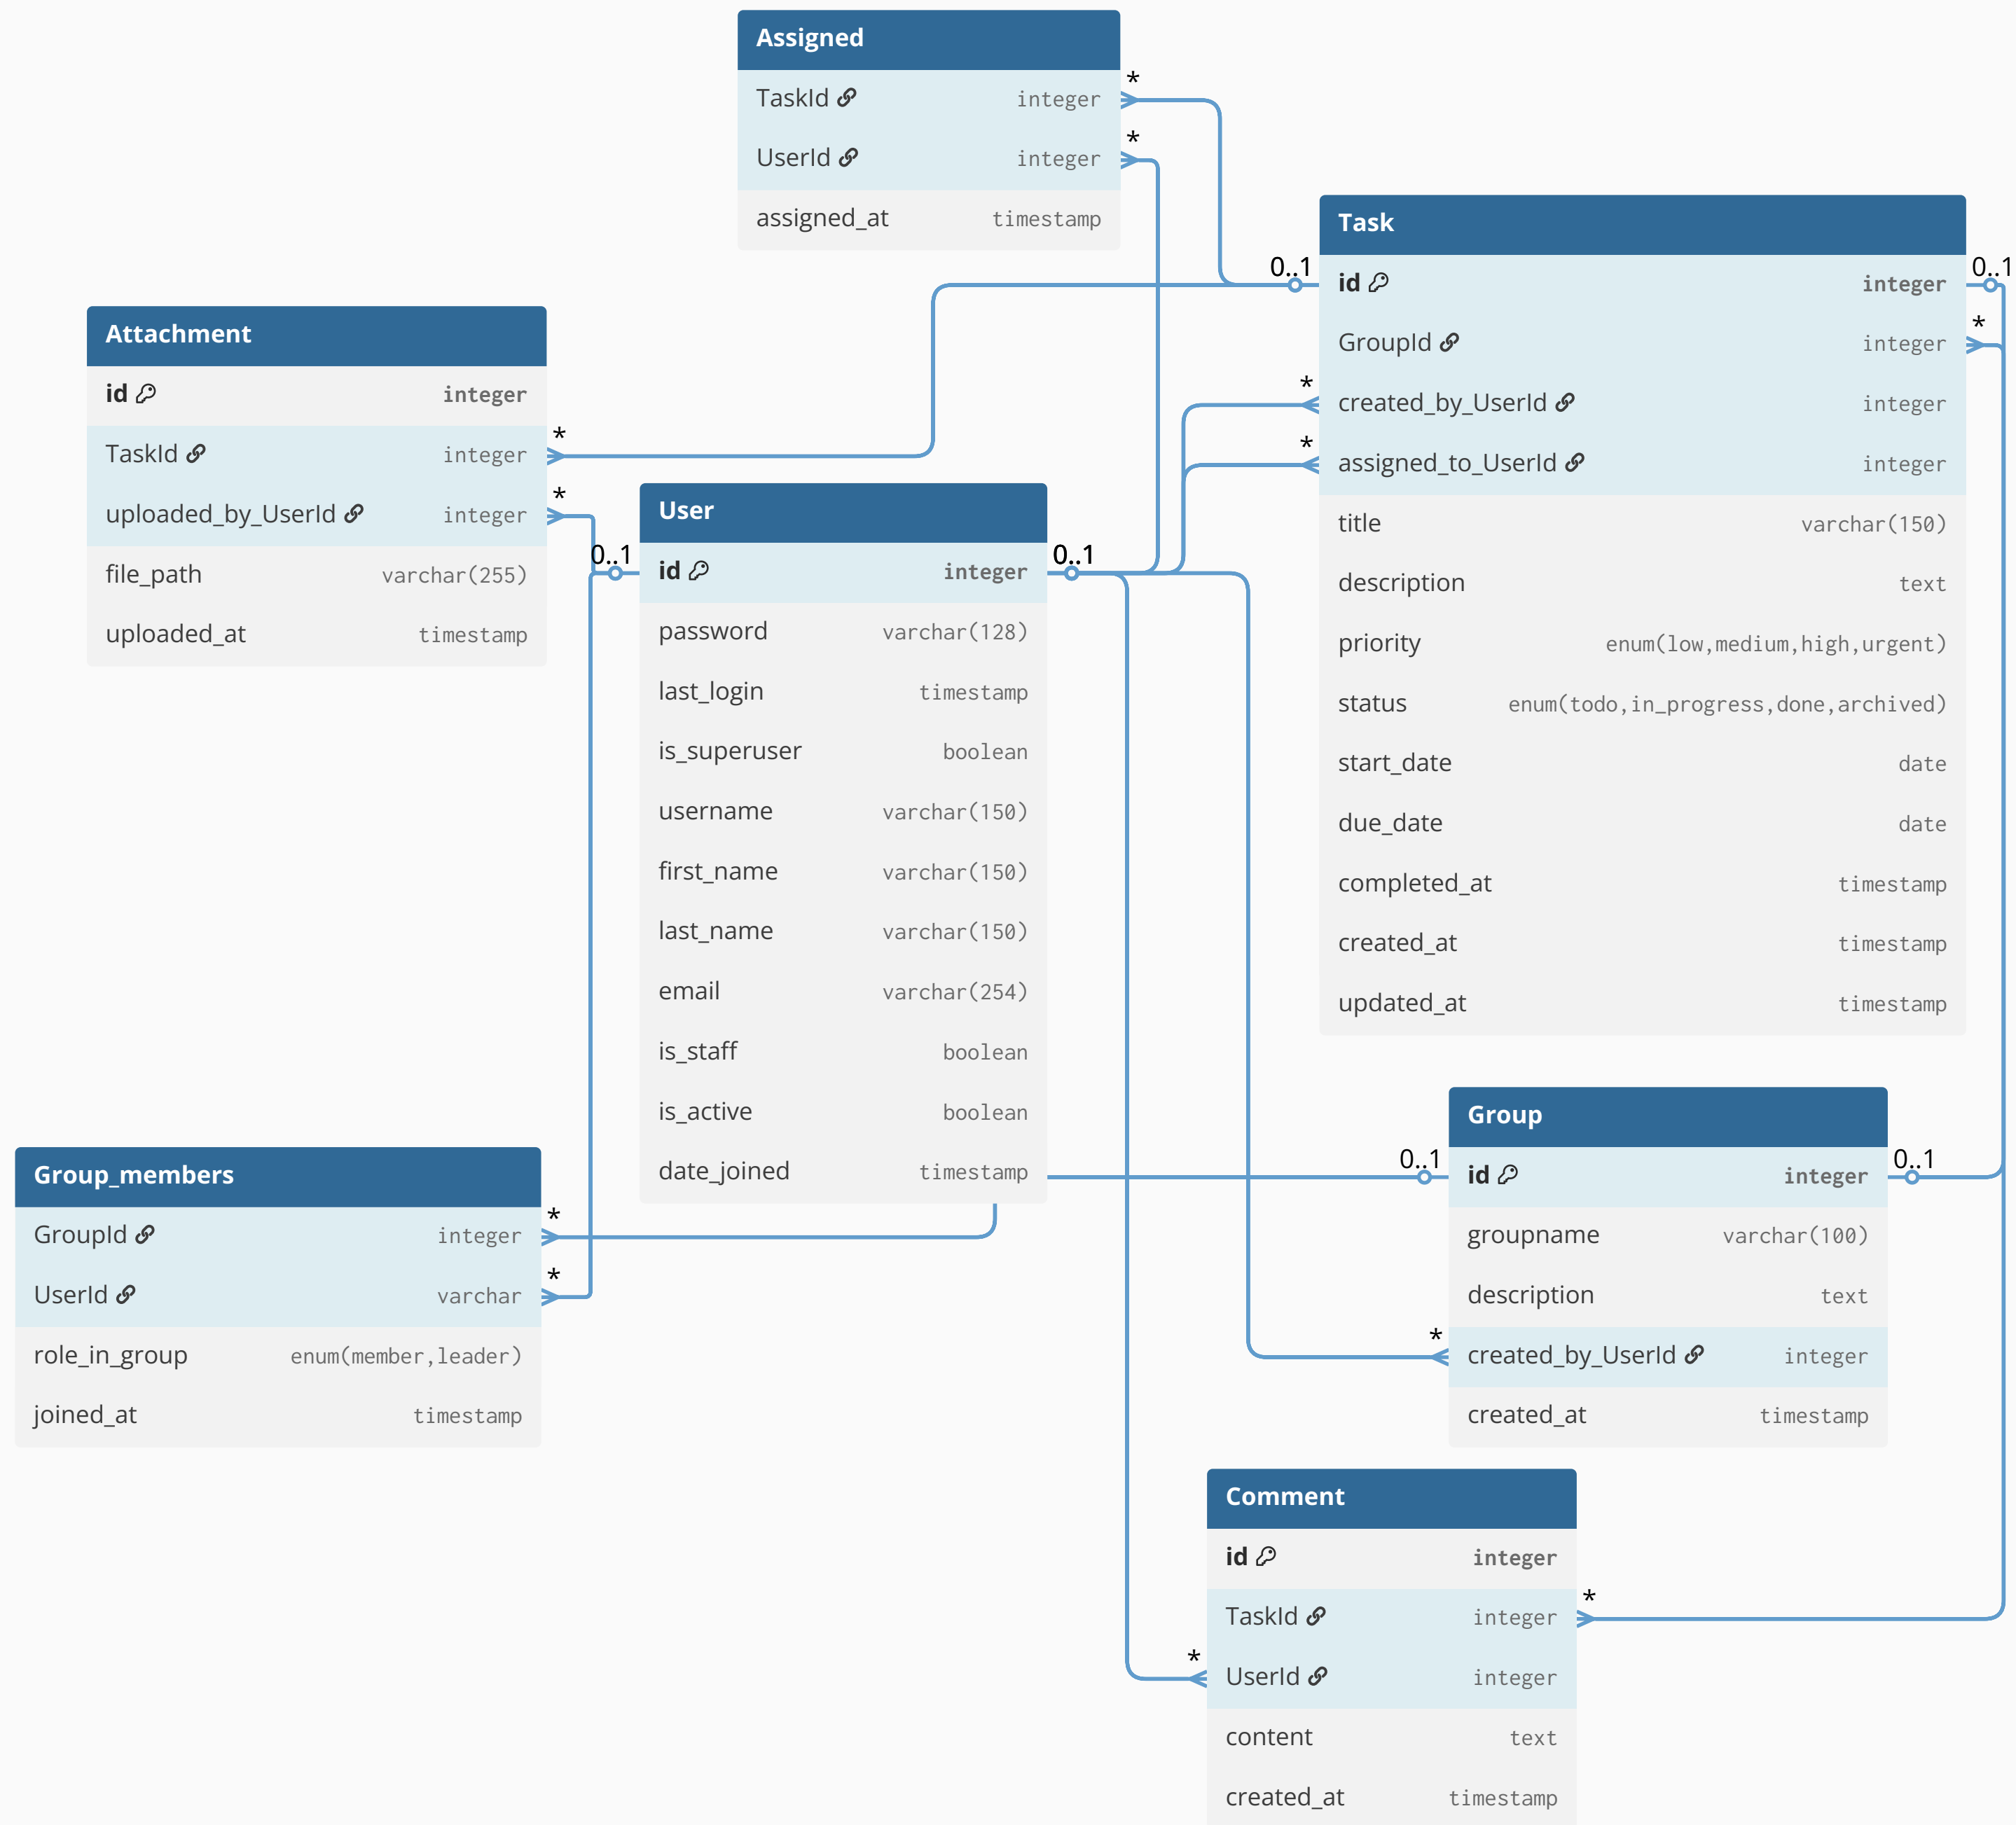 Assigned
TaskId integer *
UserId integer *
assigned_at timestamp
Task
0..1 id integer 0..1
GroupId integer *
* created_by_UserId integer
* assigned_to_UserId integer
title varchar(150)
description text
priority enum(low,medium,high,urgent)
status enum(todo,in_progress,done,archived)
start_date date
due_date date
completed_at timestamp
created_at timestamp
updated_at timestamp
Attachment
id integer
TaskId integer *
uploaded_by_UserId integer *
file_path varchar(255)
uploaded_at timestamp
User
0..1 id integer 0..1
password varchar(128)
last_login timestamp
is_superuser boolean
username varchar(150)
first_name varchar(150)
last_name varchar(150)
email varchar(254)
is_staff boolean
is_active boolean
date_joined timestamp
Group_members
GroupId integer *
UserId varchar *
role_in_group enum(member,leader)
joined_at timestamp
Group
0..1 id integer 0..1
groupname varchar(100)
description text
* created_by_UserId integer
created_at timestamp
Comment
id integer
TaskId integer *
* UserId integer
content text
created_at timestamp